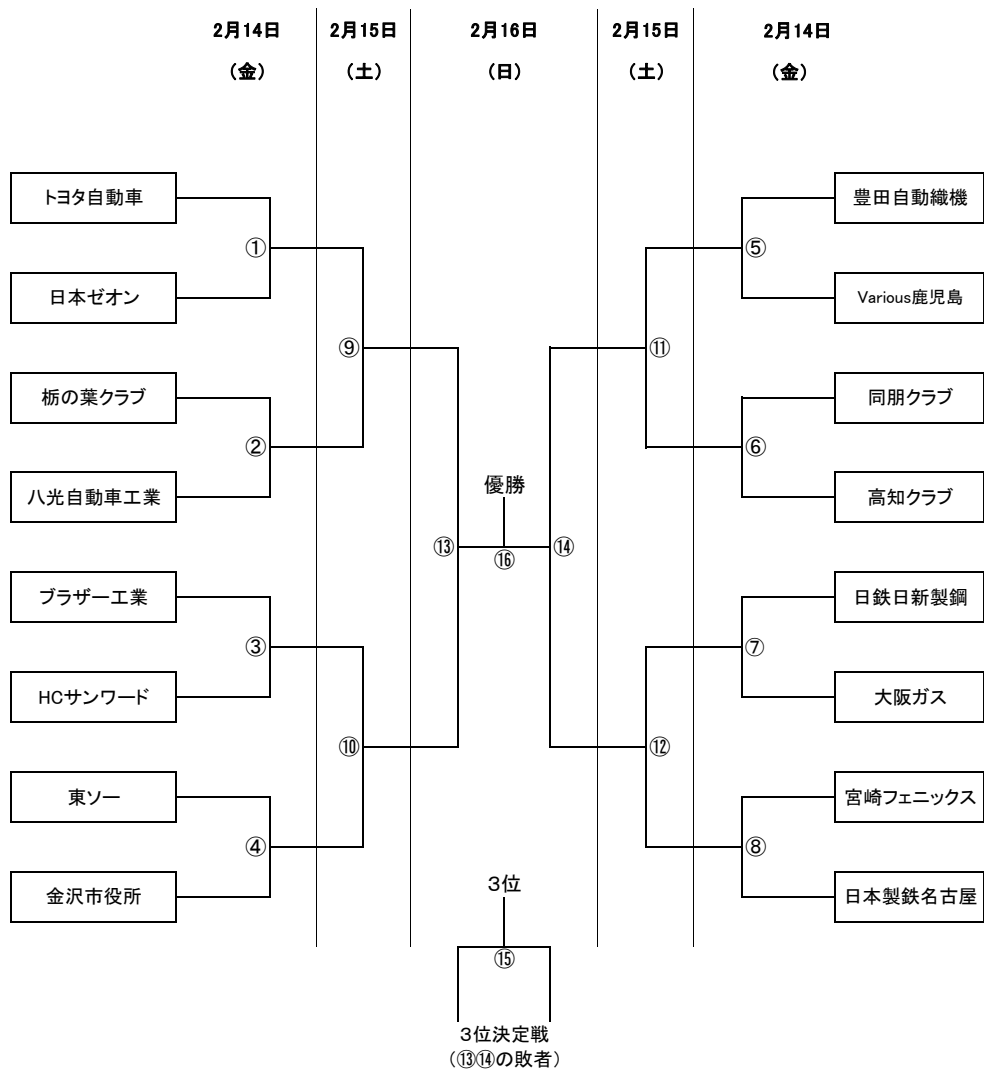 2月14日
2月15日
2月16日
2月15日
2月14日
（金）
（土）
（日）
（土）
（金）
トヨタ自動車
①
日本ゼオン
⑨
栃の葉クラブ
②
八光自動車工業
⑬
ブラザー工業
③
HCサンワード
⑩
東ソー
④
金沢市役所
優勝
⑯
3位
⑮
3位決定戦
（⑬⑭の敗者）
豊田自動織機
⑤
Various鹿児島
⑪
同朋クラブ
⑥
高知クラブ
⑭
日鉄日新製鋼
⑦
大阪ガス
⑫
宮崎フェニックス
⑧
日本製鉄名古屋